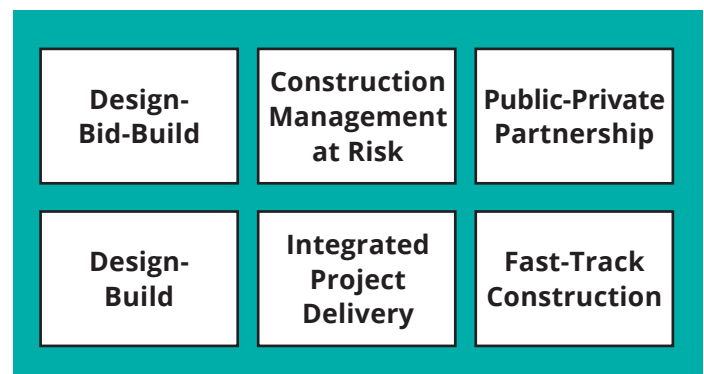 Design-
Bid-Build
Construction
Management
at Risk
Public-Private
Partnership
Design-
Build
Integrated
Project
Delivery
Fast-Track
Construction